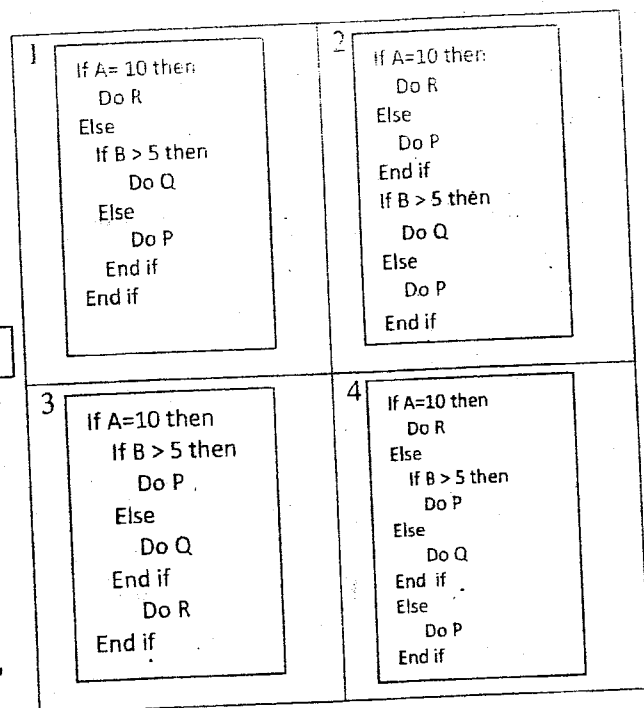 1
If A= 10 then
Do R
Else
If B > 5 then
Do Q
Else
Do P
End if
End if
2
If A=10 then
Do R
Else
Do P
End if
If B > 5 then
Do Q
Else
Do P
End if
3
If A=10 then
If B > 5 then
Do P
Else
Do Q
End if
Do R
End if
4
If A=10 then
Do R
Else
If B > 5 then
Do P
Else
Do Q
End if
Else
Do P
End if